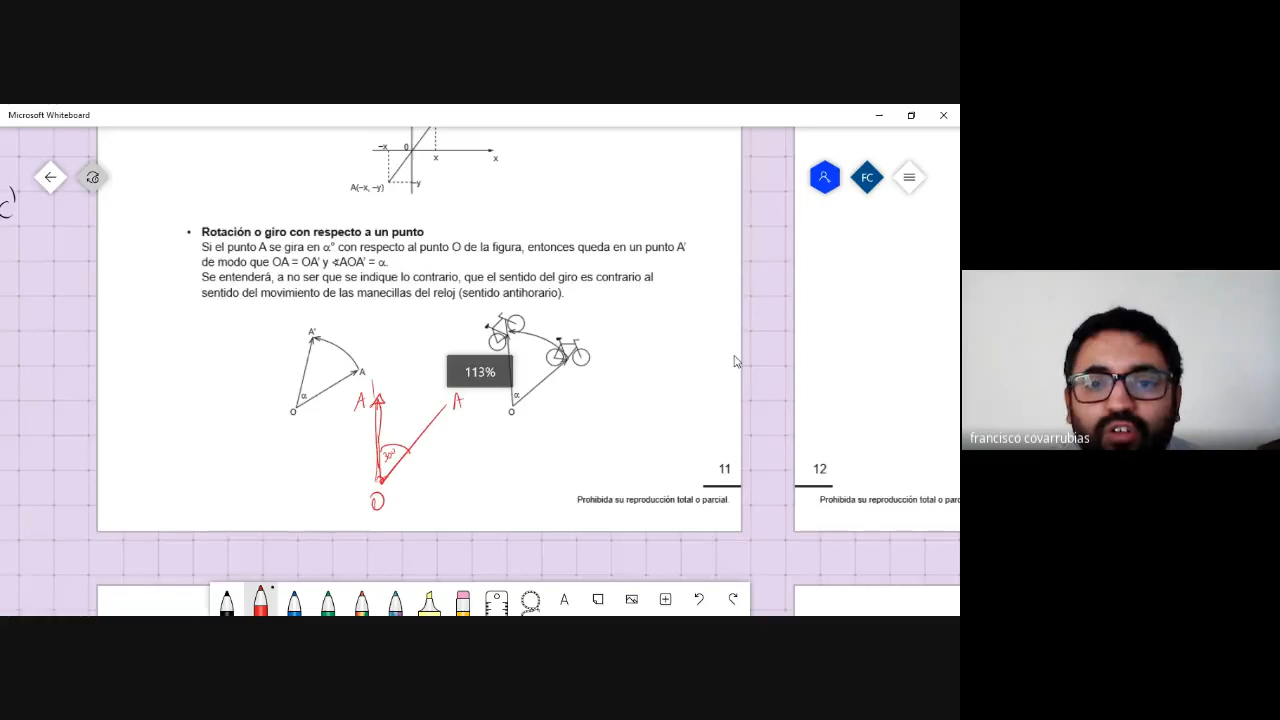 Microsoft Whiteboard
-x 0
x x
A(-x, -y) -y
c)
FC
• Rotación o giro con respecto a un punto
Si el punto A se gira en α° con respecto al punto O de la figura, entonces queda en un punto A'
de modo que OA = OA' y ∢AOA' = α.
Se entenderá, a no ser que se indique lo contrario, que el sentido del giro es contrario al
sentido del movimiento de las manecillas del reloj (sentido antihorario).
A'
A
α
O
113%
α
O
A A
30°
O
11
12
Prohibida su reproducción total o parcial.
Prohibida su reproducción total o parc
francisco covarrubias
A